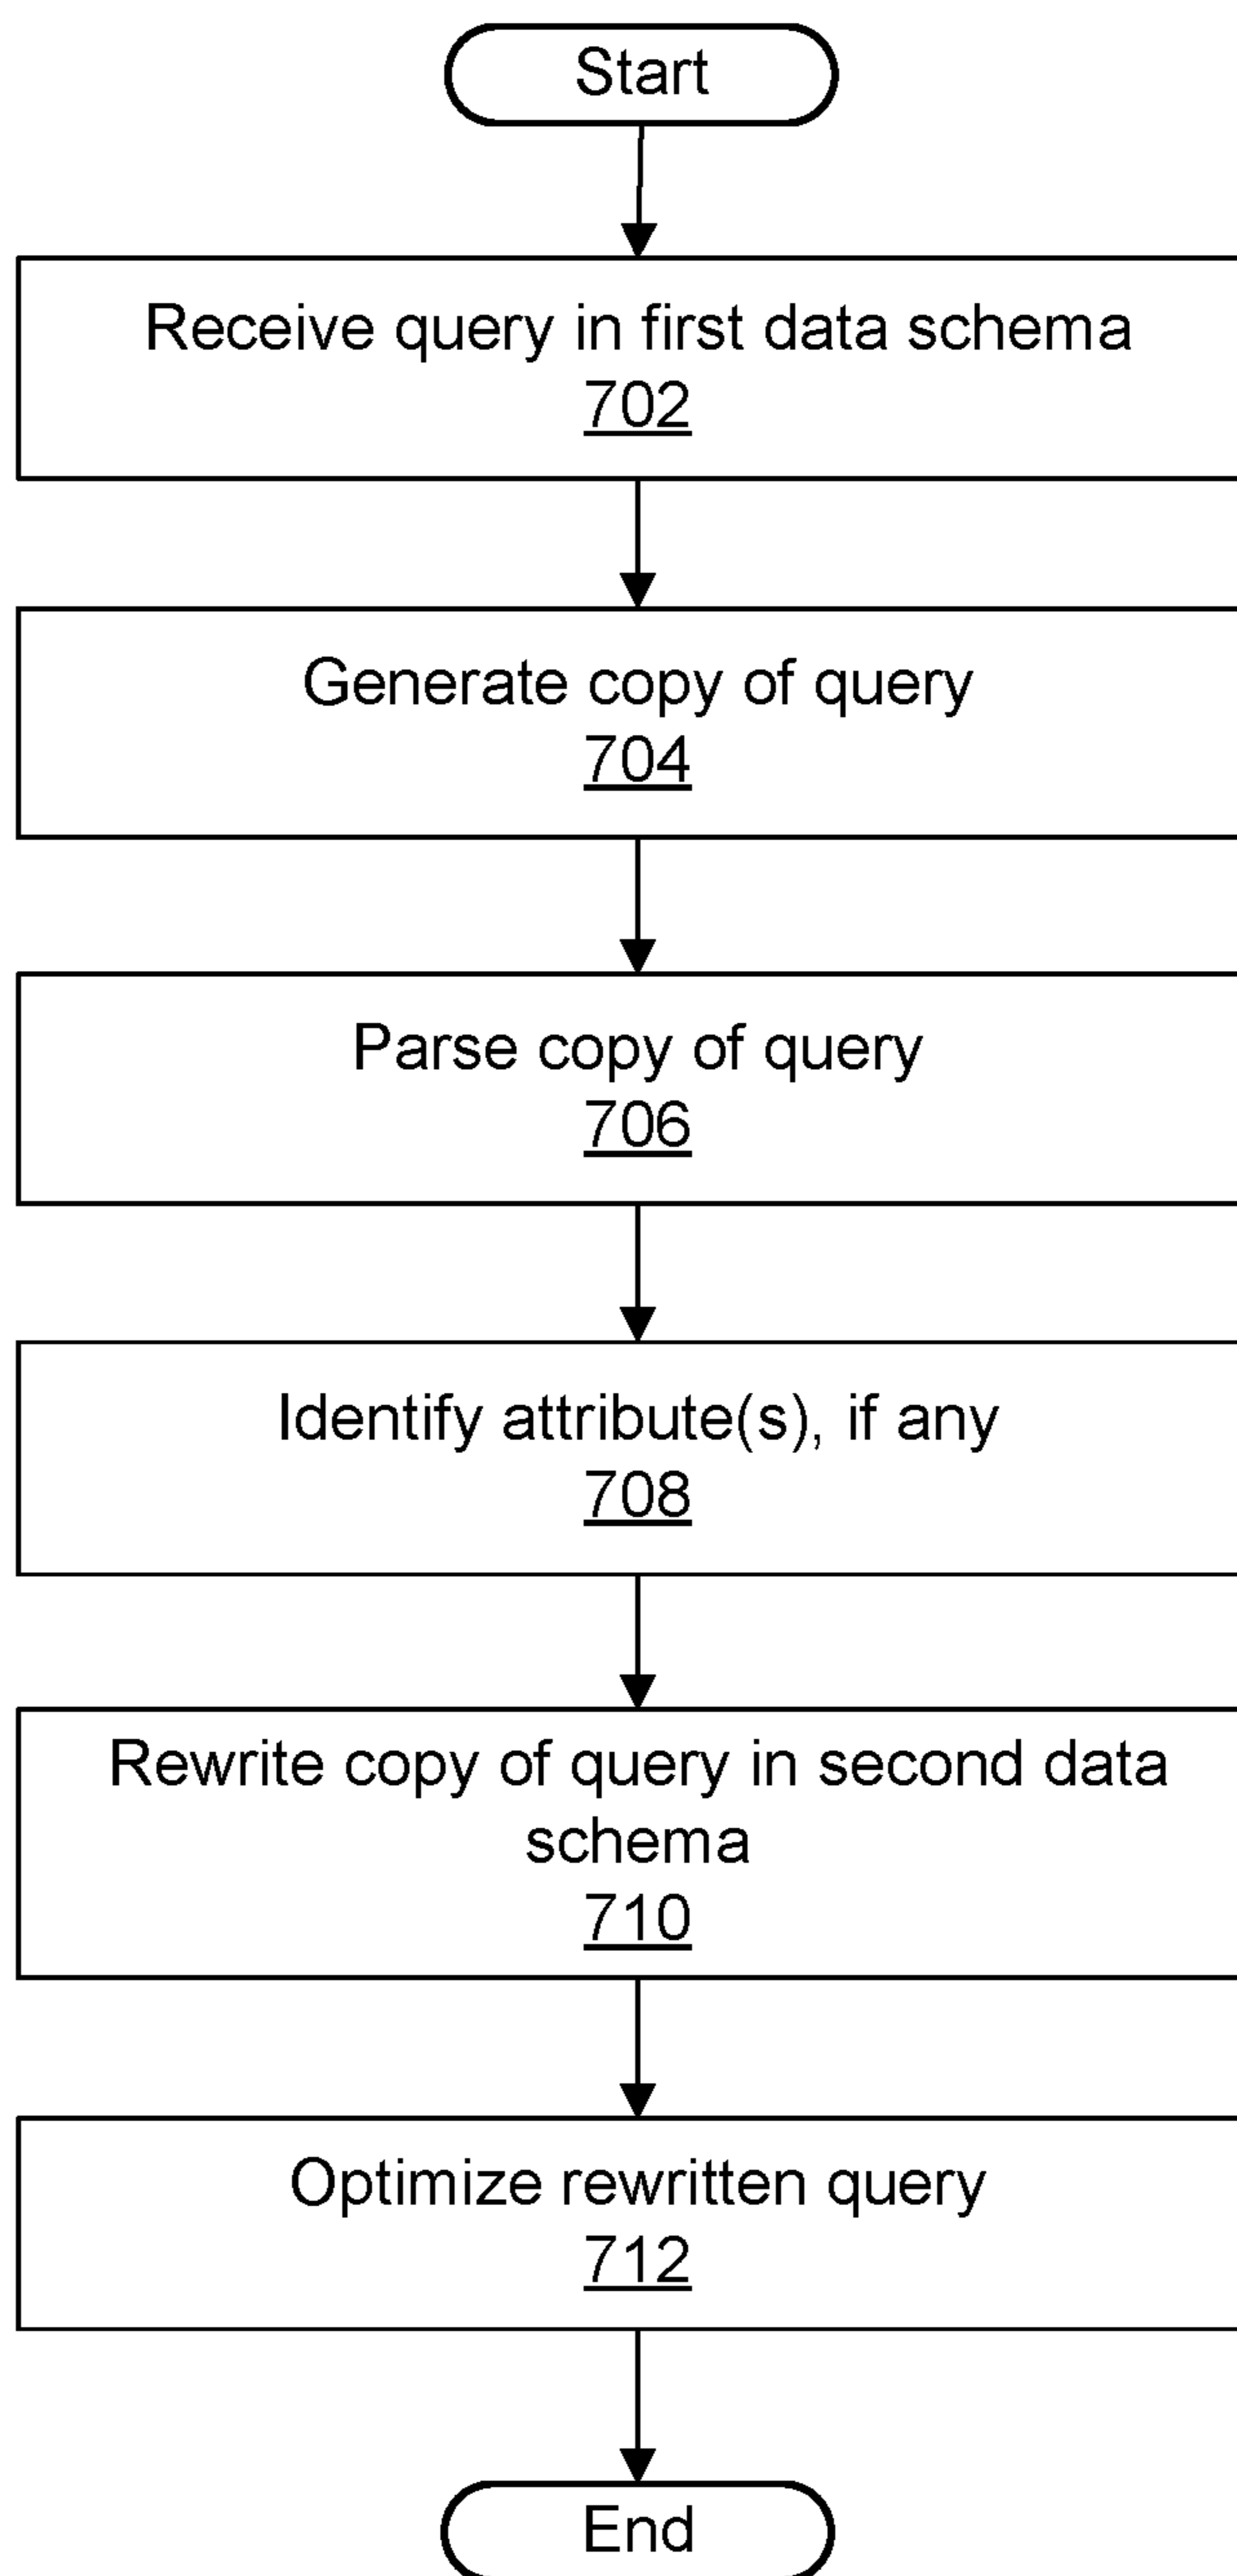 Start
Receive query in first data schema
702
Generate copy of query
704
Parse copy of query
706
Identify attribute(s), if any
708
Rewrite copy of query in second data
schema
710
Optimize rewritten query
712
End